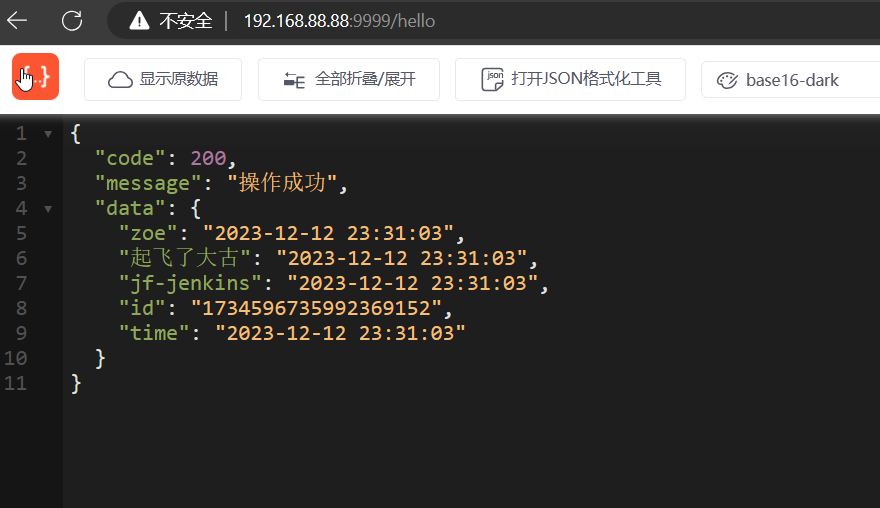 不安全 | 192.168.88.88:9999/hello
{..} 显示原数据 全部折叠/展开 json 打开JSON格式化工具 base16-dark
1 {
2 "code": 200,
3 "message": "操作成功",
4 "data": {
5 "zoe": "2023-12-12 23:31:03",
6 "起飞了大古": "2023-12-12 23:31:03",
7 "jf-jenkins": "2023-12-12 23:31:03",
8 "id": "1734596735992369152",
9 "time": "2023-12-12 23:31:03"
10 }
11 }